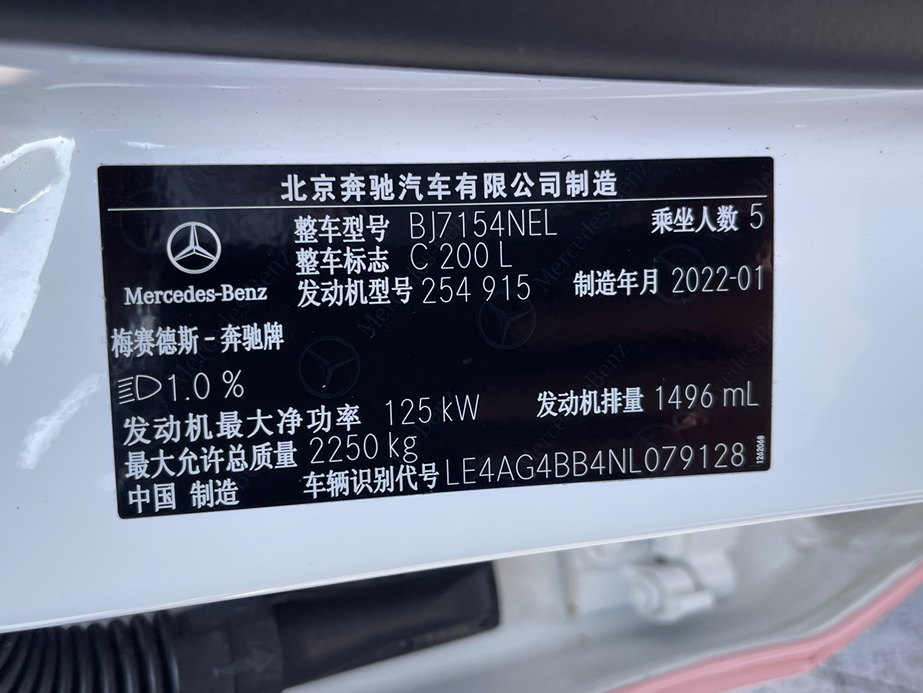 北京奔驰汽车有限公司制造
整车型号 BJ7154NEL 乘坐人数 5
整车标志 C 200 L
发动机型号 254 915 制造年月 2022-01
Mercedes-Benz
梅赛德斯-奔驰牌
1.0 %
发动机最大净功率 125 kW 发动机排量 1496 mL
最大允许总质量 2250 kg
中国 制造 车辆识别代号 LE4AG4BB4NL079128
1262068